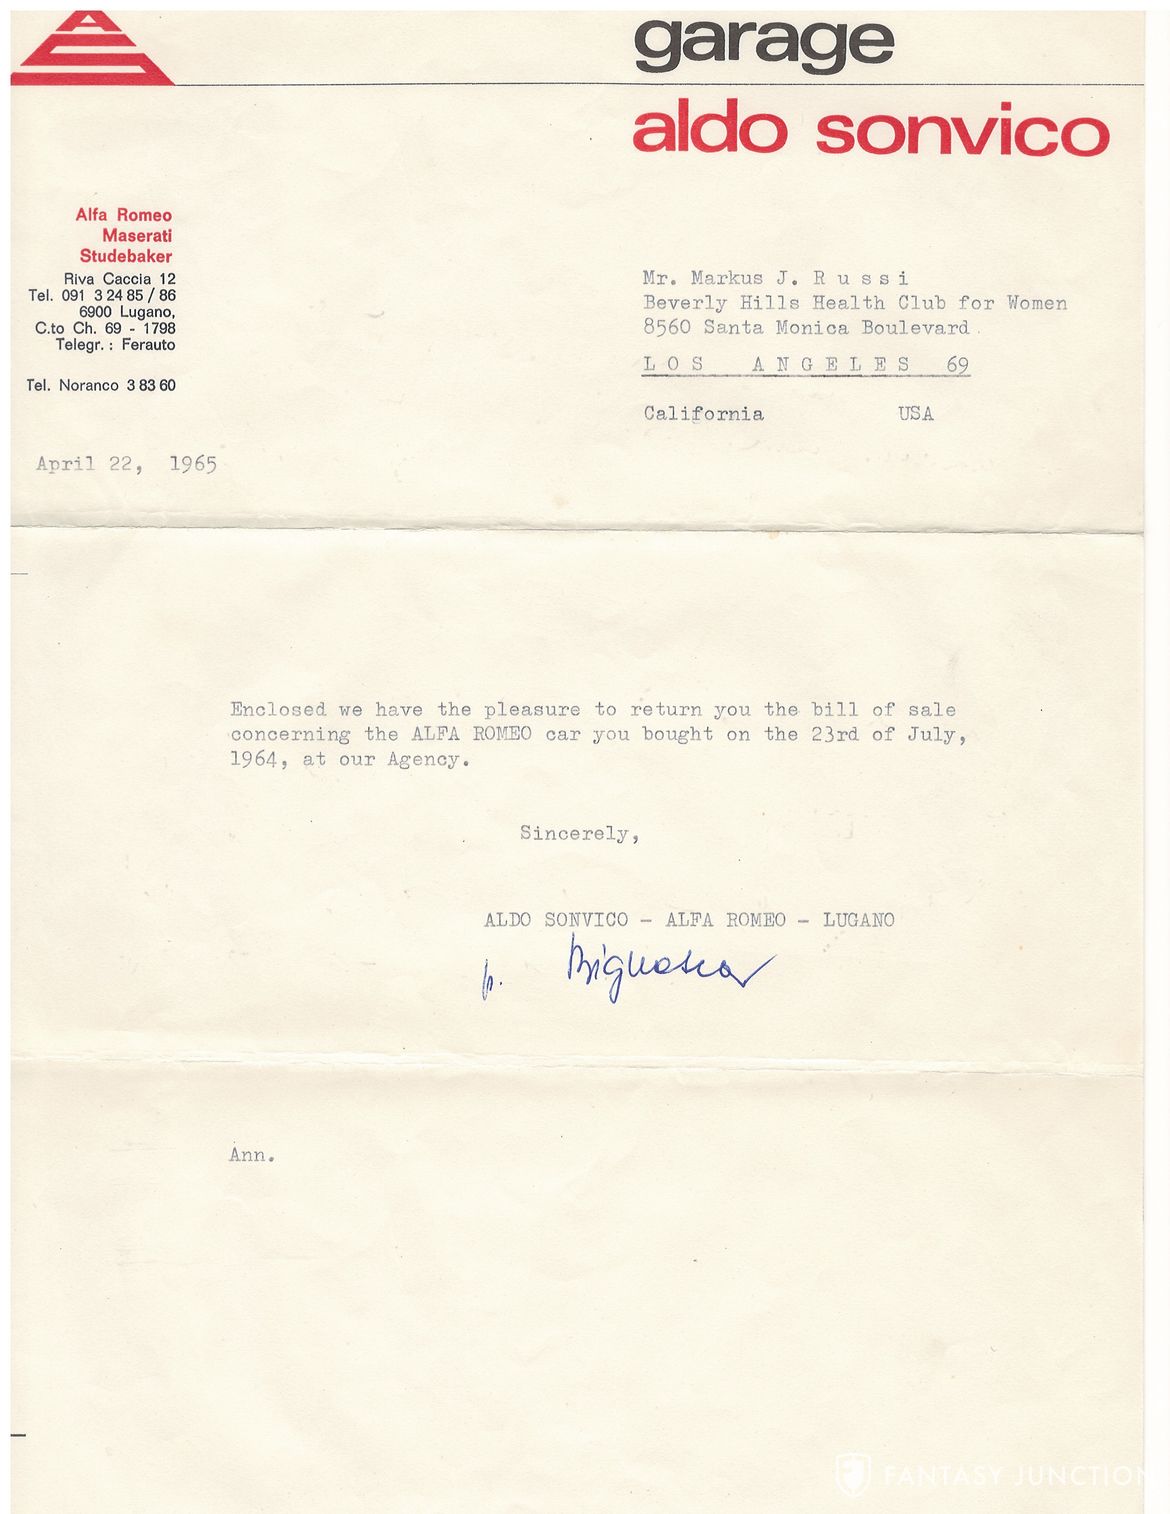 garage
aldo sonvico
Alfa Romeo
Maserati
Studebaker
Riva Caccia 12
Tel. 091 3 24 85 / 86
6900 Lugano,
C.to Ch. 69 - 1798
Telegr. : Ferauto
Tel. Noranco 3 83 60
Mr. Markus J. R u s s i
Beverly Hills Health Club for Women
8560 Santa Monica Boulevard
L O S   A N G E L E S   69
California   USA
April 22, 1965
Enclosed we have the pleasure to return you the bill of sale
concerning the ALFA ROMEO car you bought on the 23rd of July,
1964, at our Agency.
Sincerely,
ALDO SONVICO - ALFA ROMEO - LUGANO
p.
Ann.
FANTASY JUNCTION